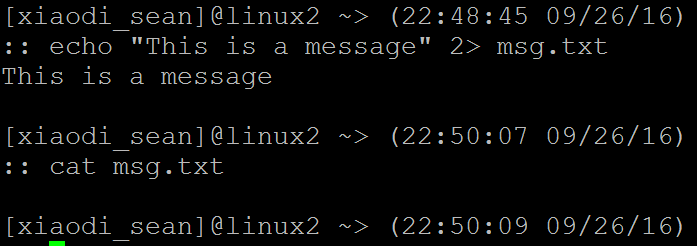 [xiaodi_sean]@linux2 ~> (22:48:45 09/26/16)
:: echo "This is a message" 2> msg.txt
This is a message
[xiaodi_sean]@linux2 ~> (22:50:07 09/26/16)
:: cat msg.txt
[xiaodi_sean]@linux2 ~> (22:50:09 09/26/16)